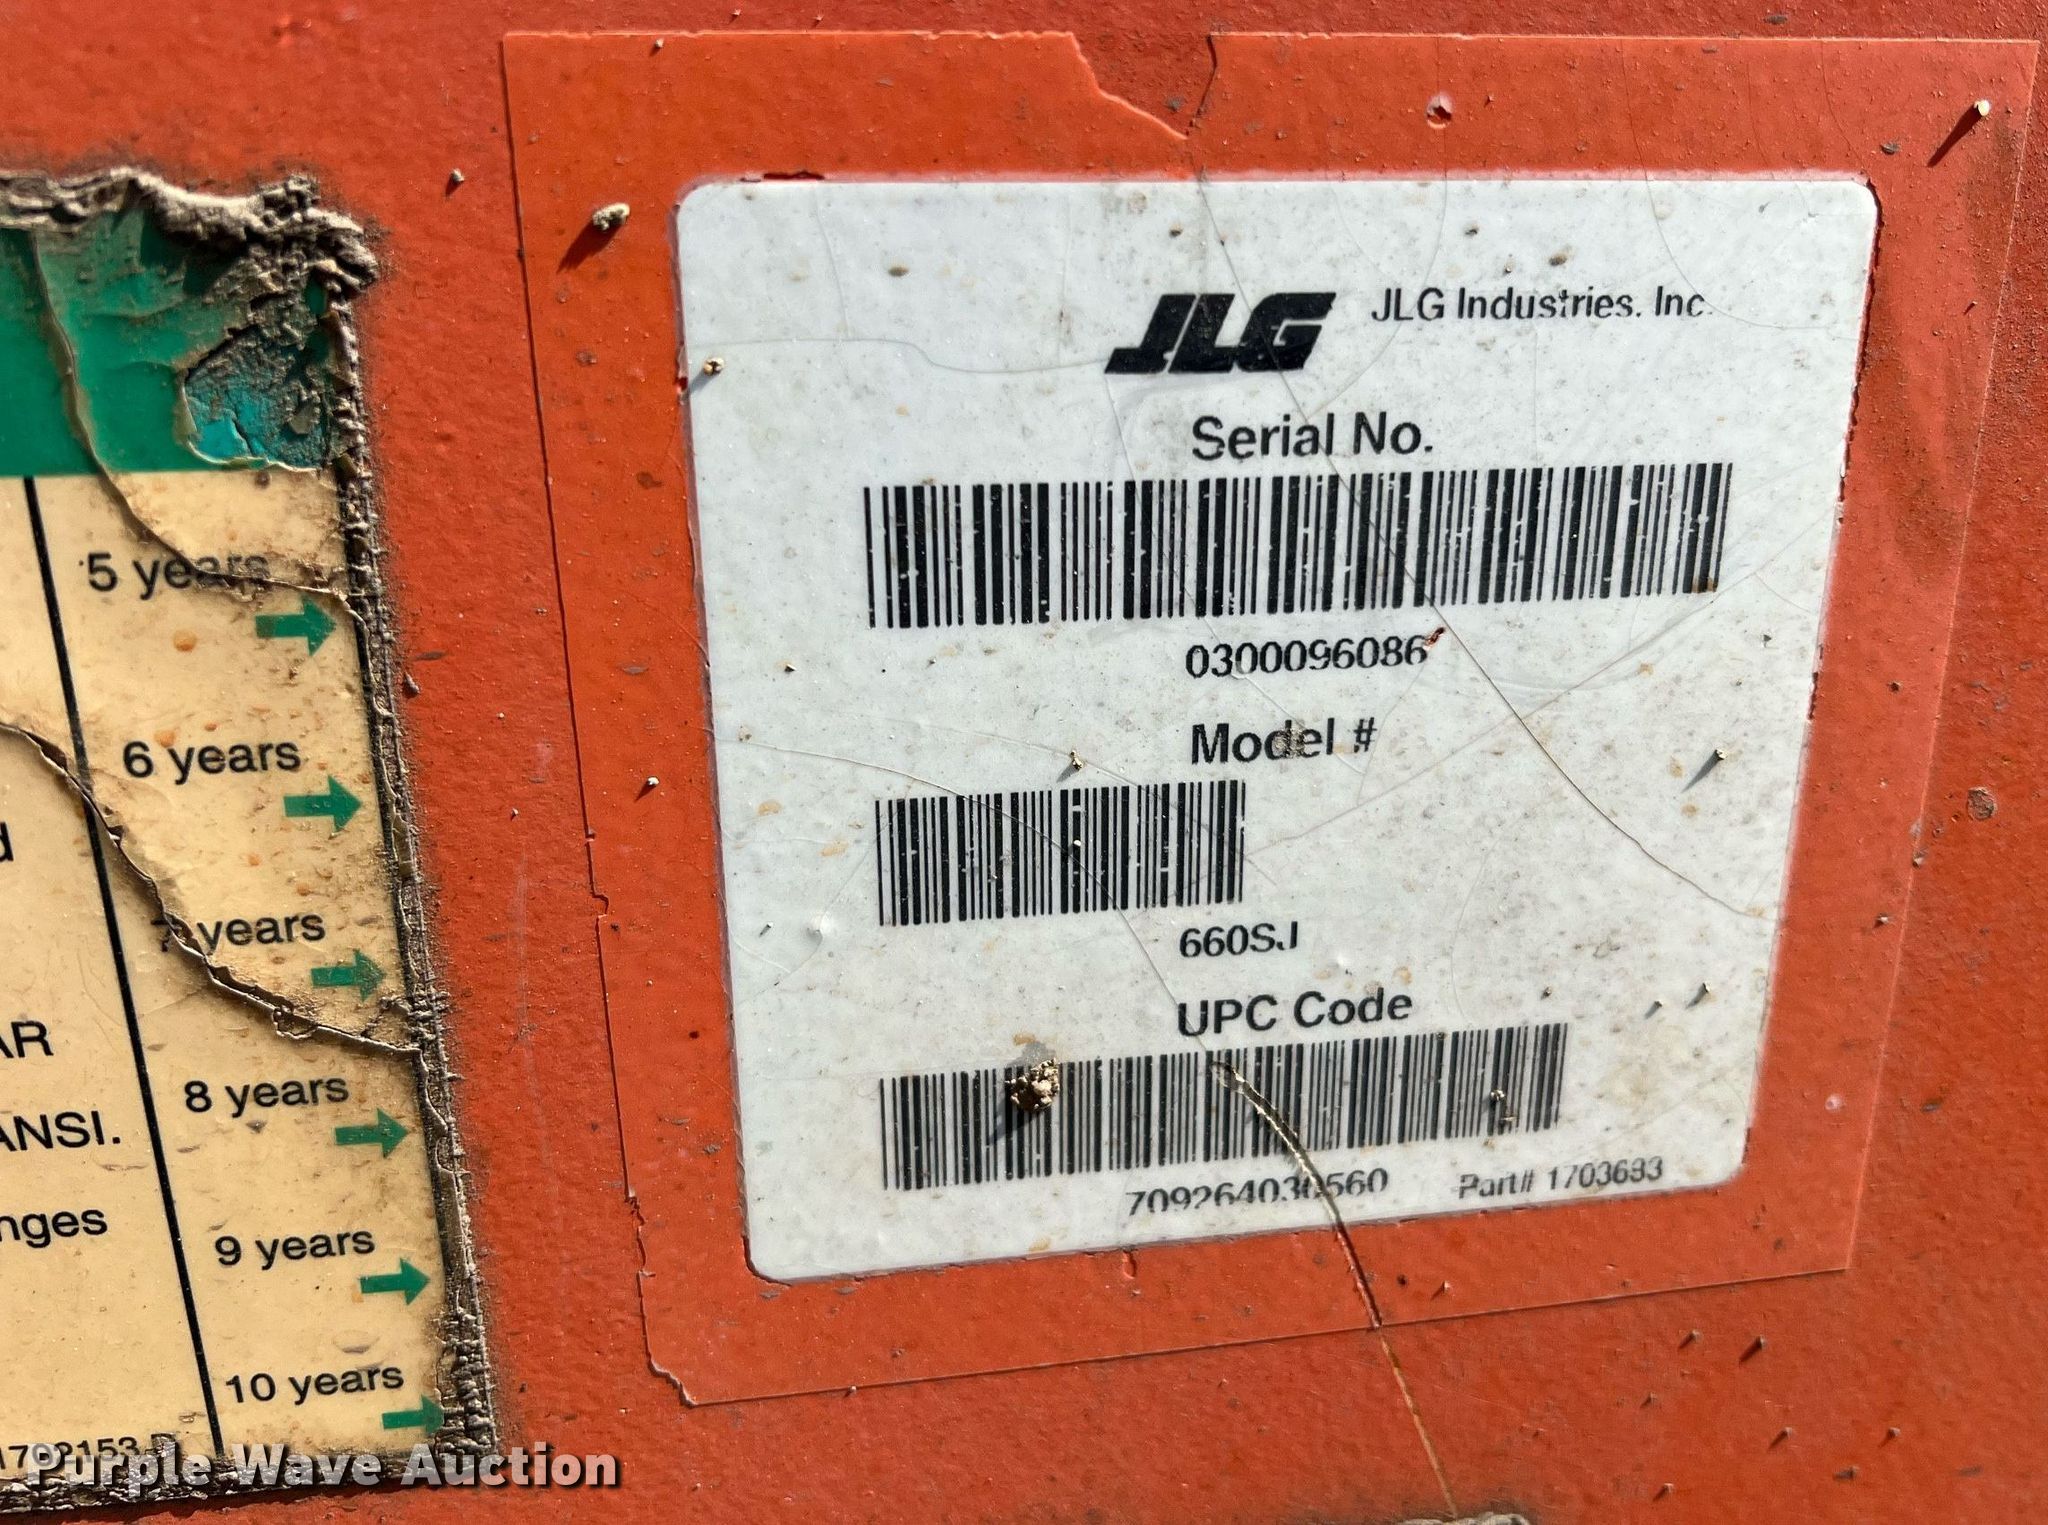 JLG JLG Industries, Inc.
Serial No.
0300096086
Model #
660SJ
UPC Code
Part# 1703683
5 years
6 years
7 years
8 years
9 years
10 years
AR
ANSI.
nges
Purple Wave Auction